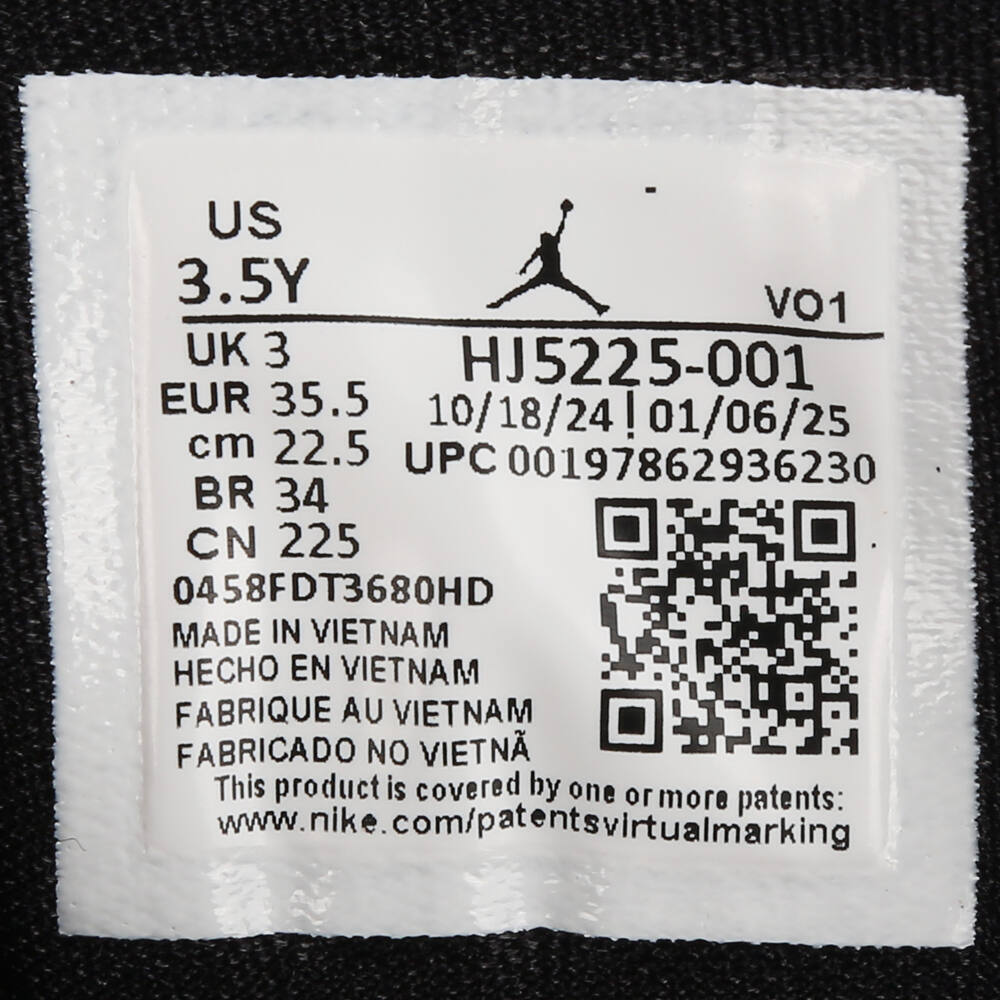 US
3.5Y
VO1
UK 3
EUR 35.5
cm 22.5
BR 34
CN 225
HJ5225-001
10/18/24 | 01/06/25
UPC 00197862936230
0458FDT3680HD
MADE IN VIETNAM
HECHO EN VIETNAM
FABRIQUE AU VIETNAM
FABRICADO NO VIETNÃ
This product is covered by one or more patents:
www.nike.com/patentsvirtualmarking